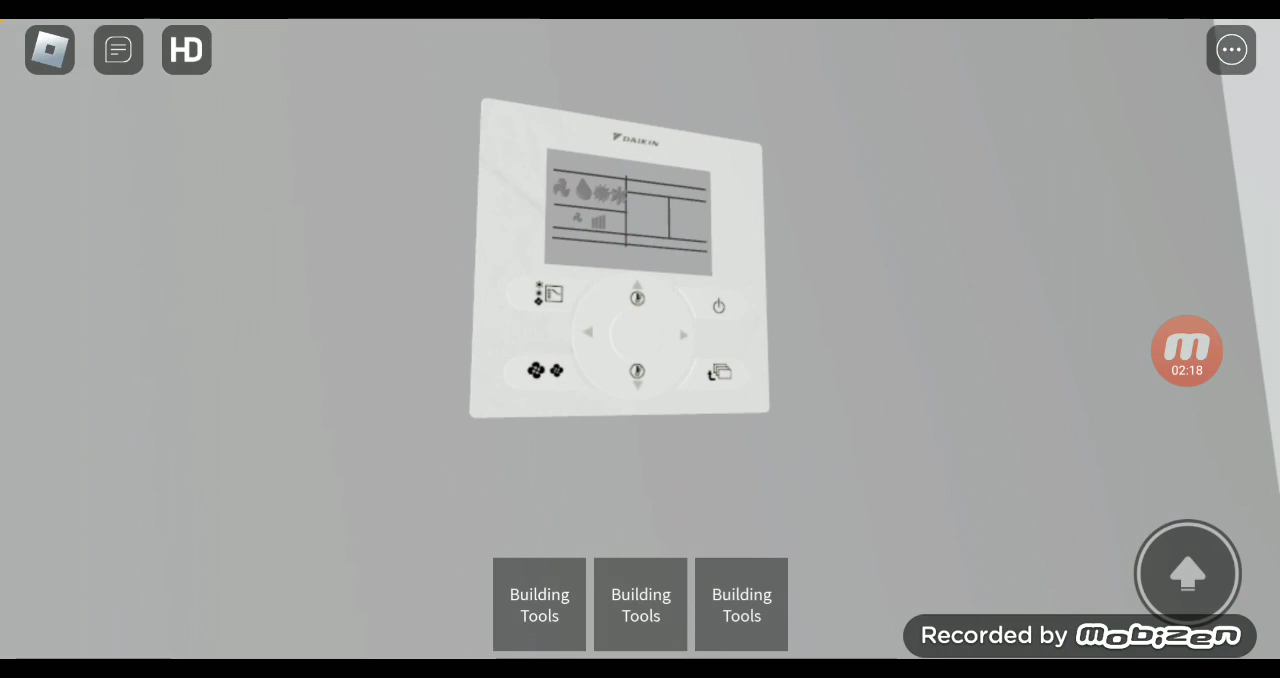 HD
DAIKIN
02:18
Building
Tools
Building
Tools
Building
Tools
Recorded by mobizen